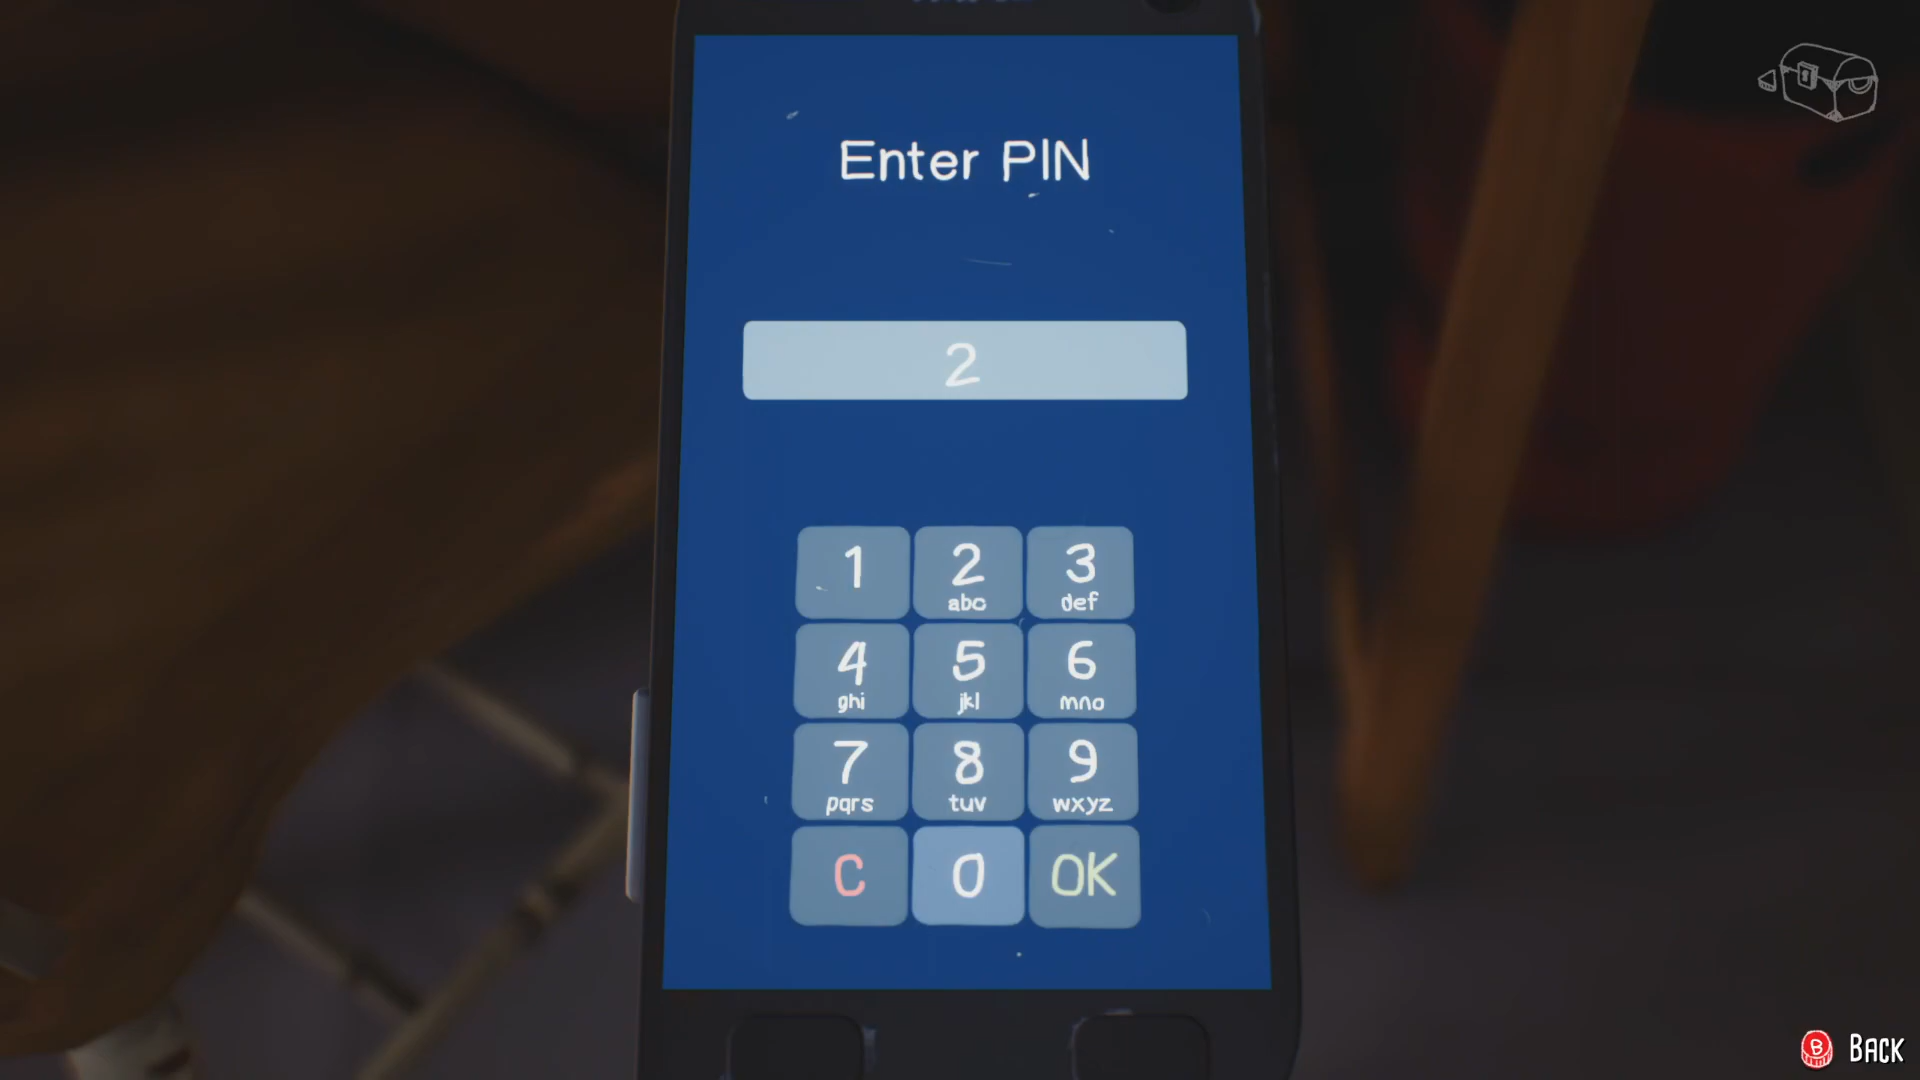 Enter PIN
2
1 2 3
abc def
4 5 6
ghi jkl mno
7 8 9
pqrs tuv wxyz
C 0 OK
B BACK